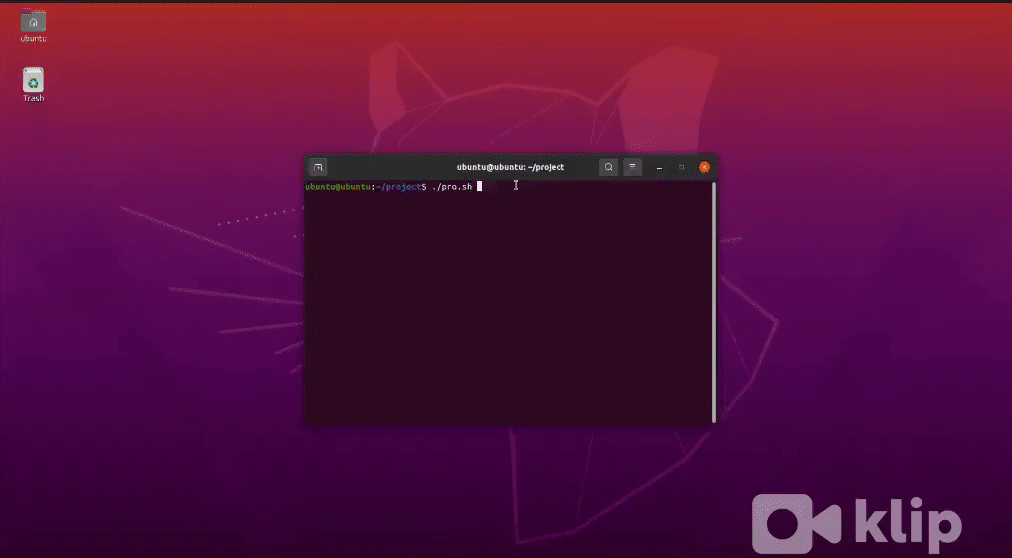 ubuntu
Trash
ubuntu@ubuntu: ~/project
ubuntu@ubuntu:~/project$ ./pro.sh
klip